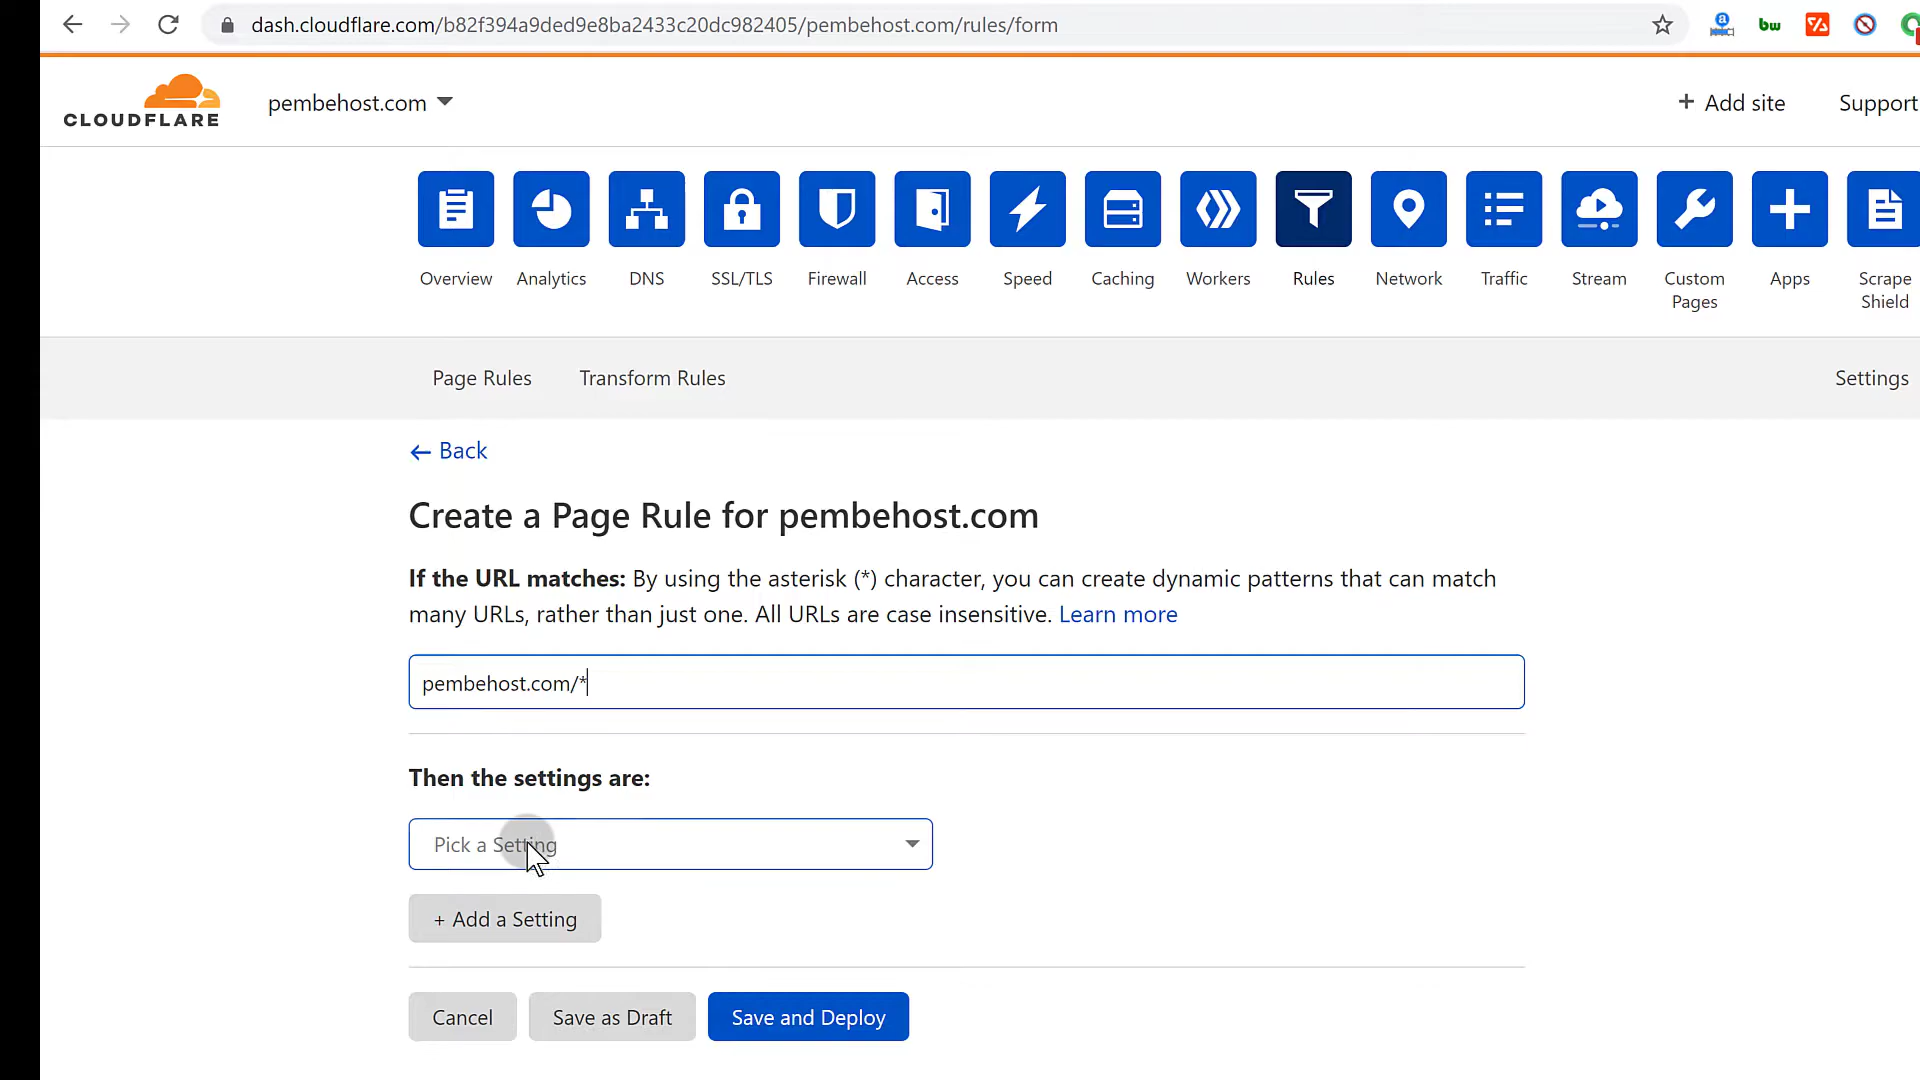 dash.cloudflare.com/b82f394a9ded9e8ba2433c20dc982405/pembehost.com/rules/form
a
bw
CLOUDFLARE
pembehost.com
+ Add site
Support
Overview
Analytics
DNS
SSL/TLS
Firewall
Access
Speed
Caching
Workers
Rules
Network
Traffic
Stream
Custom Pages
Apps
Scrape Shield
Page Rules
Transform Rules
Settings
← Back
Create a Page Rule for pembehost.com
If the URL matches: By using the asterisk (*) character, you can create dynamic patterns that can match
many URLs, rather than just one. All URLs are case insensitive. Learn more
pembehost.com/*
Then the settings are:
Pick a Setting
+ Add a Setting
Cancel
Save as Draft
Save and Deploy